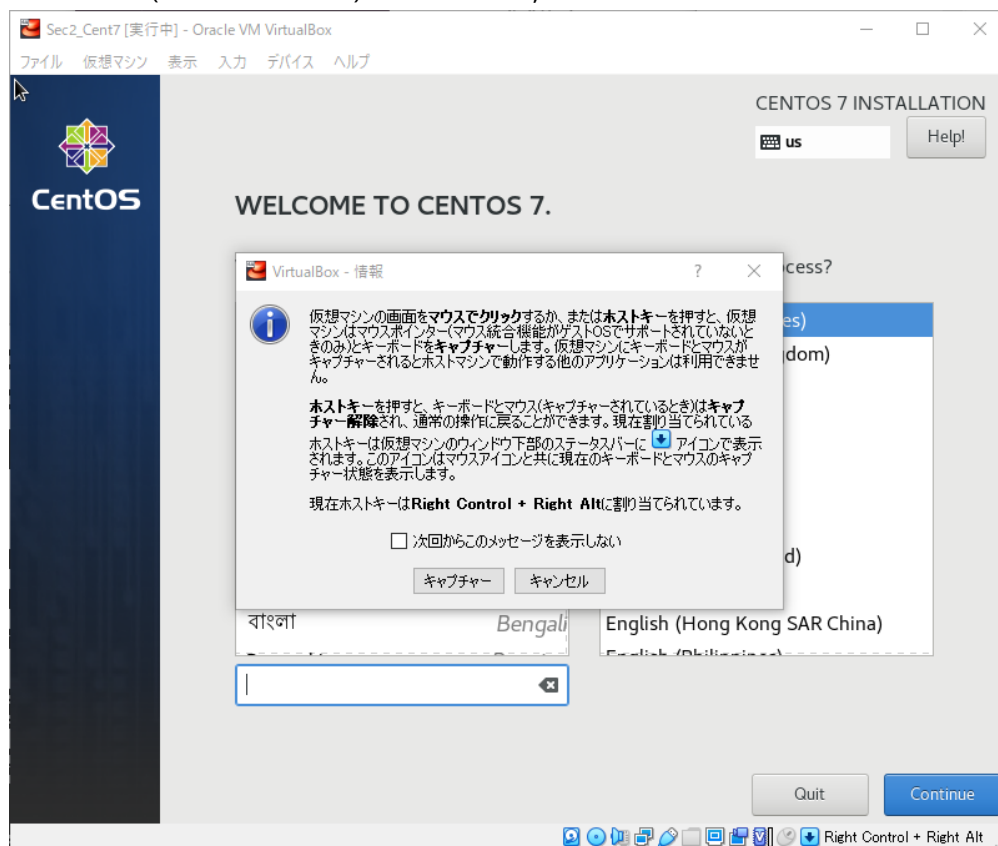 Sec2_Cent7 [実行中] - Oracle VM VirtualBox
ファイル 仮想マシン 表示 入力 デバイス ヘルプ
CENTOS 7 INSTALLATION
us
Help!
CentOS
WELCOME TO CENTOS 7.
VirtualBox - 情報
cess?
仮想マシンの画面をマウスでクリックするか、またはホストキーを押すと、仮想
マシンはマウスポインター(マウス統合機能がゲストOSでサポートされていないと
きのみ)とキーボードをキャプチャーします。仮想マシンにキーボードとマウスが
キャプチャーされるとホストマシンで動作する他のアプリケーションは利用できませ
ん。
ホストキーを押すと、キーボードとマウス(キャプチャーされているとき)はキャプ
チャー解除され、通常の操作に戻ることができます。現在割り当てられている
ホストキーは仮想マシンのウィンドウ下部のステータスバーに アイコンで表示
されます。このアイコンはマウスアイコンと共に現在のキーボードとマウスのキャプ
チャー状態を表示します。
現在ホストキーはRight Control + Right Altに割り当てられています。
次回からこのメッセージを表示しない
キャプチャー キャンセル
es)
gdom)
d)
বাংলা Bengali
English (Hong Kong SAR China)
English (Philippines)
Quit
Continue
Right Control + Right Alt